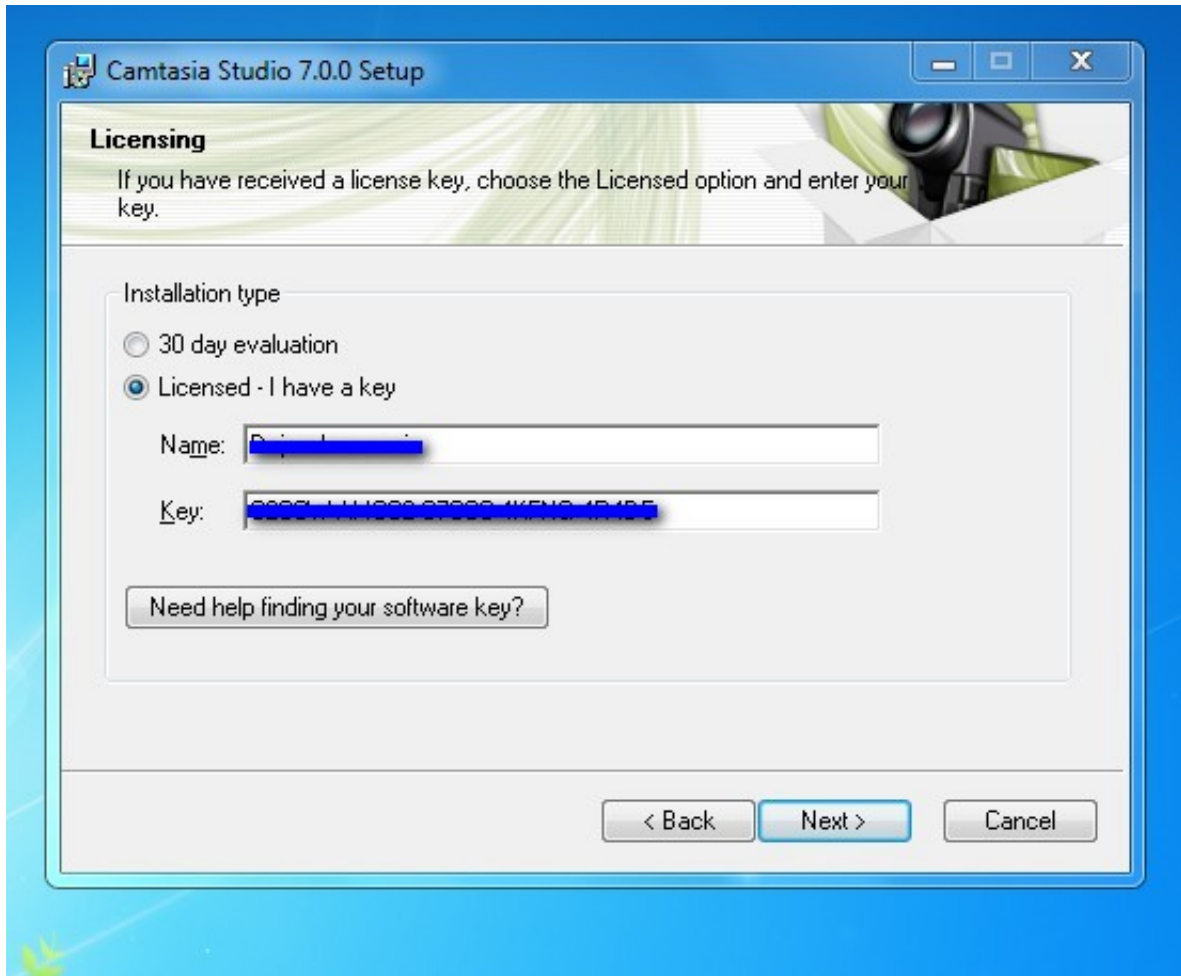 Camtasia Studio 7.0.0 Setup
Licensing
If you have received a license key, choose the Licensed option and enter your
key.
Installation type
30 day evaluation
Licensed - I have a key
Name:
Key:
Need help finding your software key?
< Back Next > Cancel